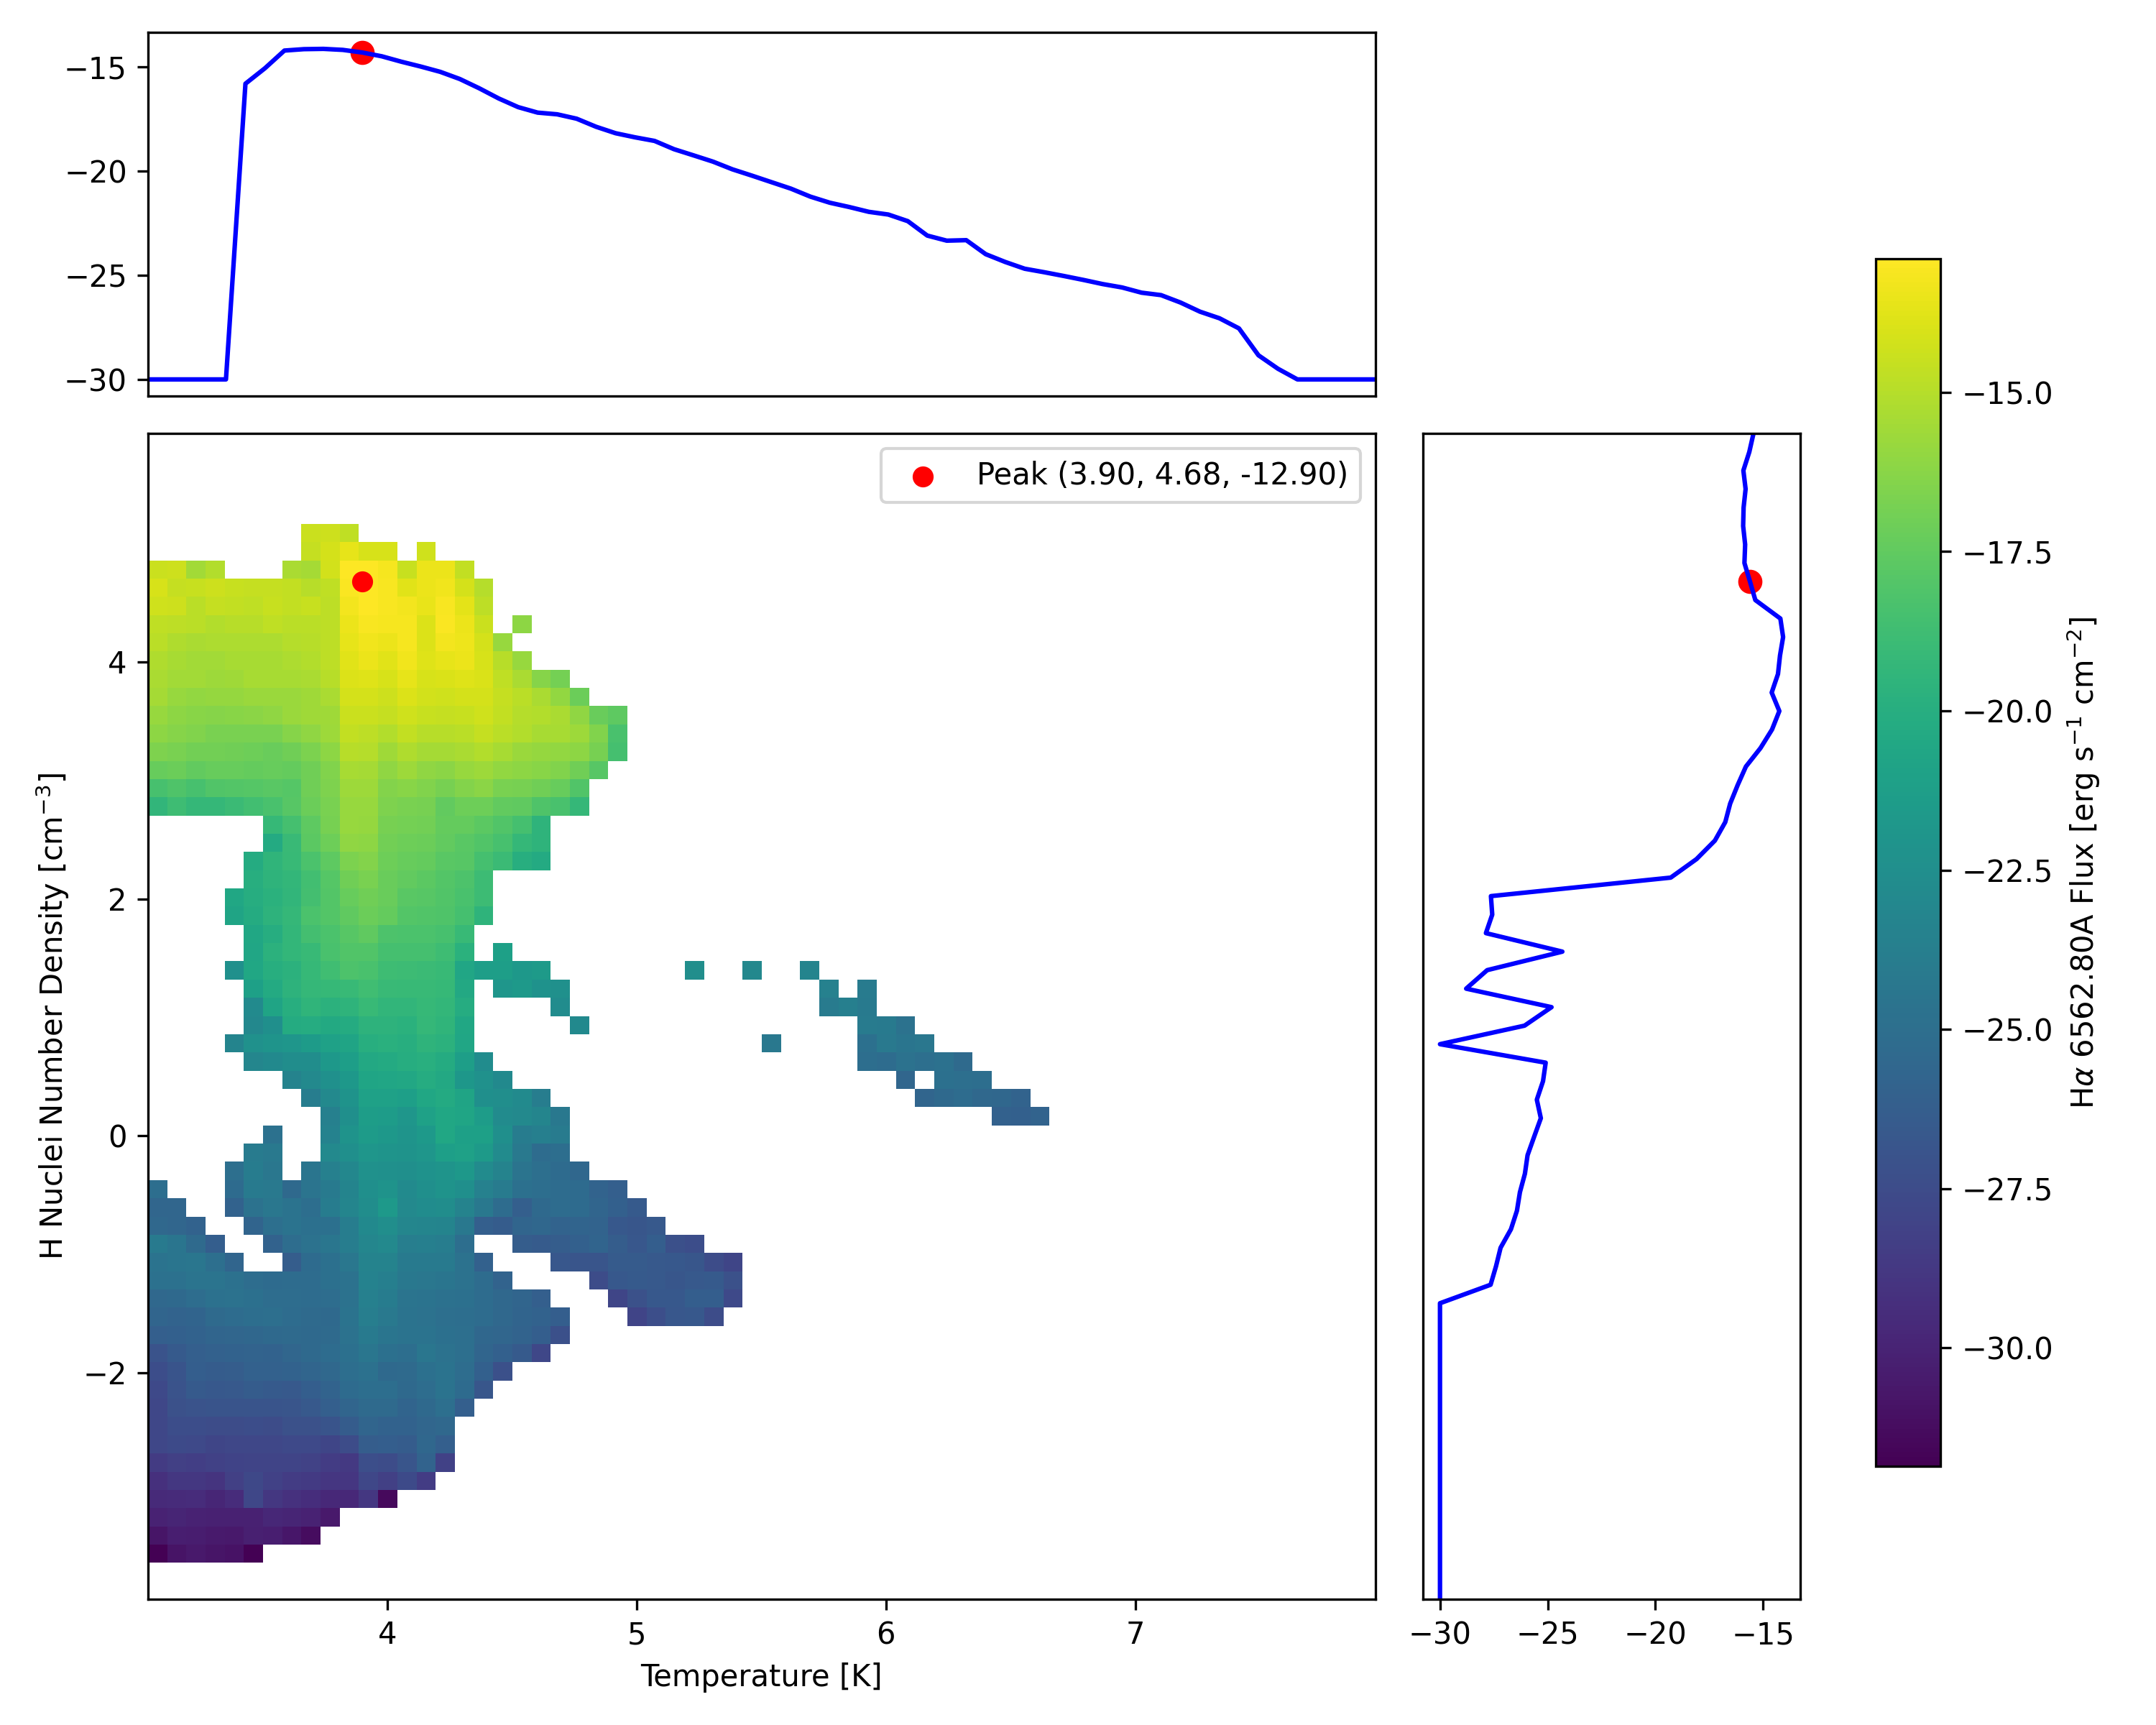 −15
−20
−25
−30
Peak (3.90, 4.68, -12.90)
4
2
0
−2
H Nuclei Number Density [cm⁻³]
4 5 6 7
Temperature [K]
−30 −25 −20 −15
−15.0
−17.5
−20.0
−22.5
−25.0
−27.5
−30.0
Hα 6562.80A Flux [erg s⁻¹ cm⁻²]